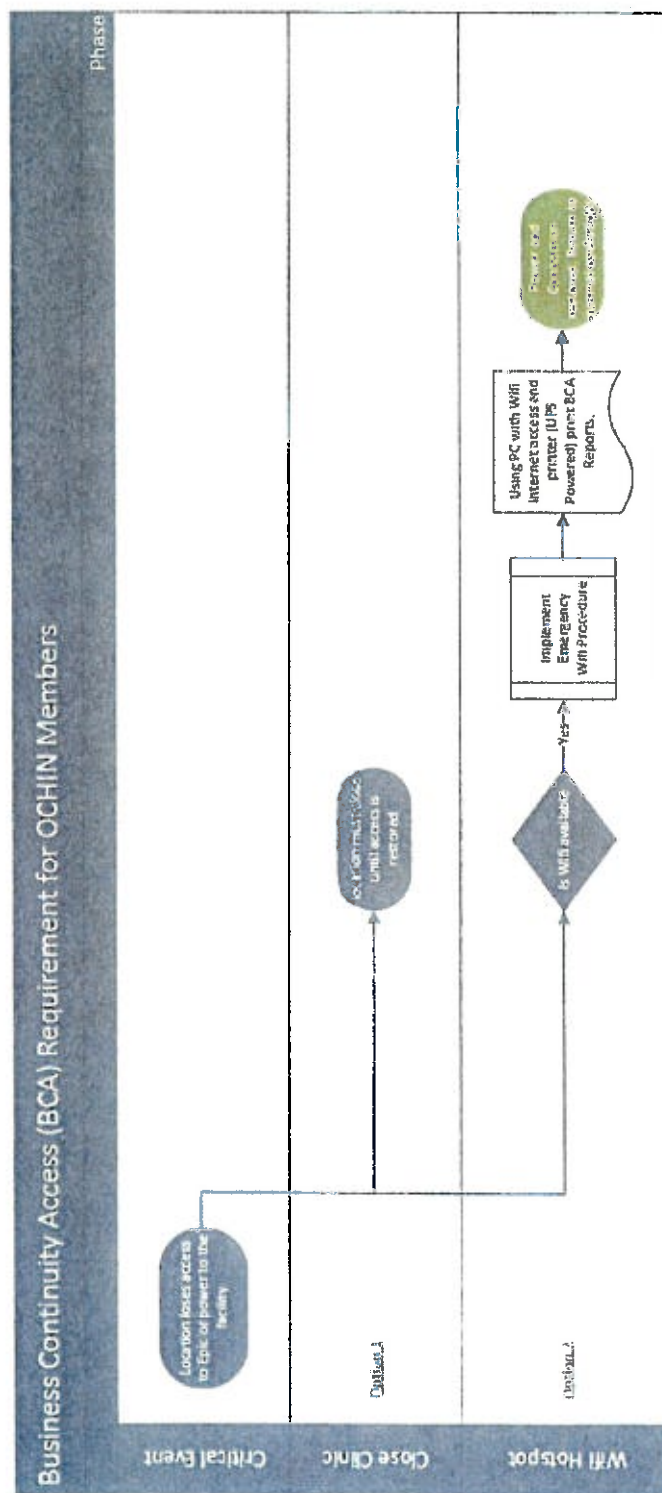 Business Continuity Access (BCA) Requirement for OCHIN Members
Phase
Critical Event
Location loses access
to Epic or power to the
facility
Close Clinic
until access is
restored
Wifi Hotspot
Is Wifi available
Yes
Implement
Emergency
Wifi Procedure
Using PC with Wifi
Internet access and
printer (UPS
Powered) print BCA
Reports.